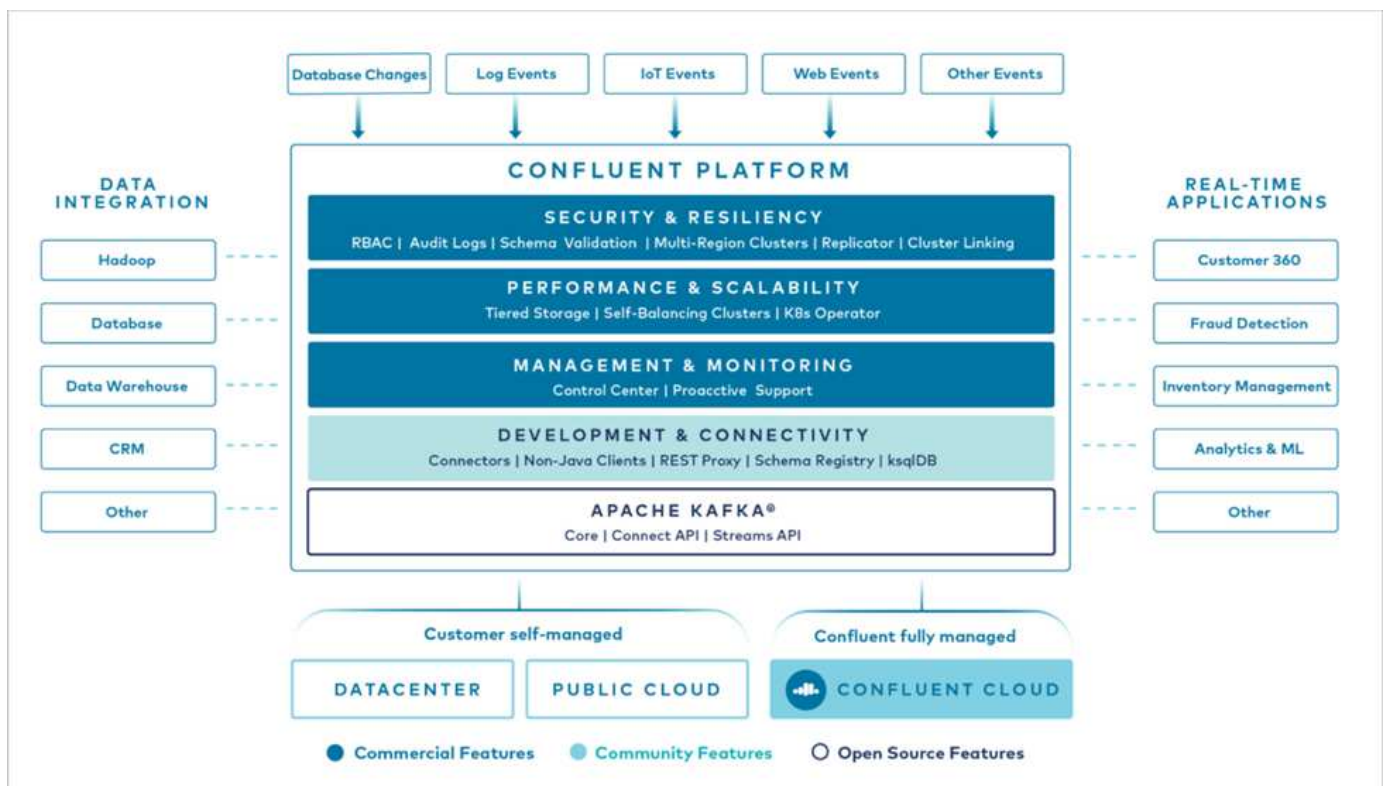 Database Changes
Log Events
IoT Events
Web Events
Other Events
CONFLUENT PLATFORM
DATA
INTEGRATION
Hadoop
Database
Data Warehouse
CRM
Other
SECURITY & RESILIENCY
RBAC | Audit Logs | Schema Validation | Multi-Region Clusters | Replicator | Cluster Linking
PERFORMANCE & SCALABILITY
Tiered Storage | Self-Balancing Clusters | K8s Operator
MANAGEMENT & MONITORING
Control Center | Proacctive Support
DEVELOPMENT & CONNECTIVITY
Connectors | Non-Java Clients | REST Proxy | Schema Registry | ksqlDB
APACHE KAFKA®
Core | Connect API | Streams API
REAL-TIME
APPLICATIONS
Customer 360
Fraud Detection
Inventory Management
Analytics & ML
Other
Customer self-managed
Confluent fully managed
DATACENTER
PUBLIC CLOUD
CONFLUENT CLOUD
Commercial Features
Community Features
Open Source Features